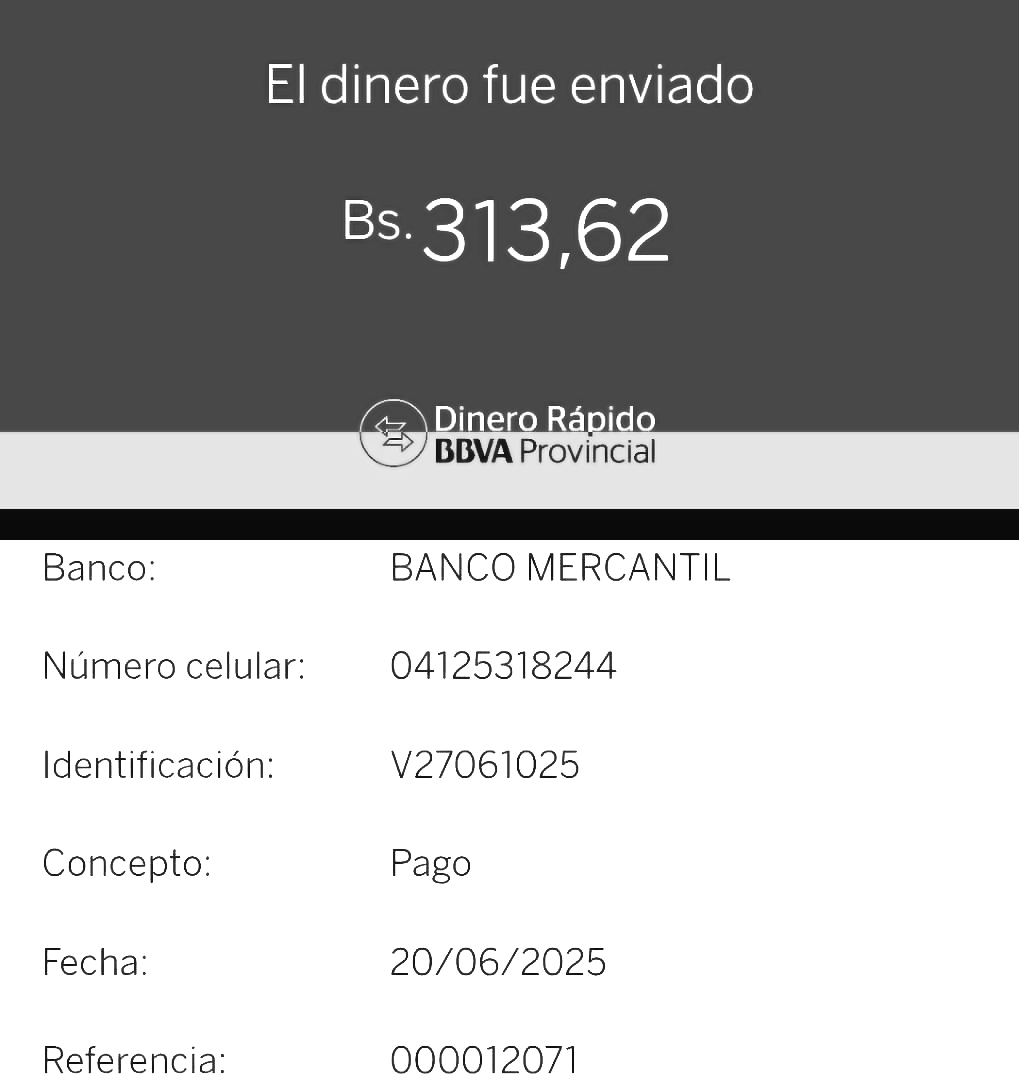 El dinero fue enviado
Bs. 313,62
Dinero Rápido
BBVA Provincial
Banco: BANCO MERCANTIL
Número celular: 04125318244
Identificación: V27061025
Concepto: Pago
Fecha: 20/06/2025
Referencia: 000012071